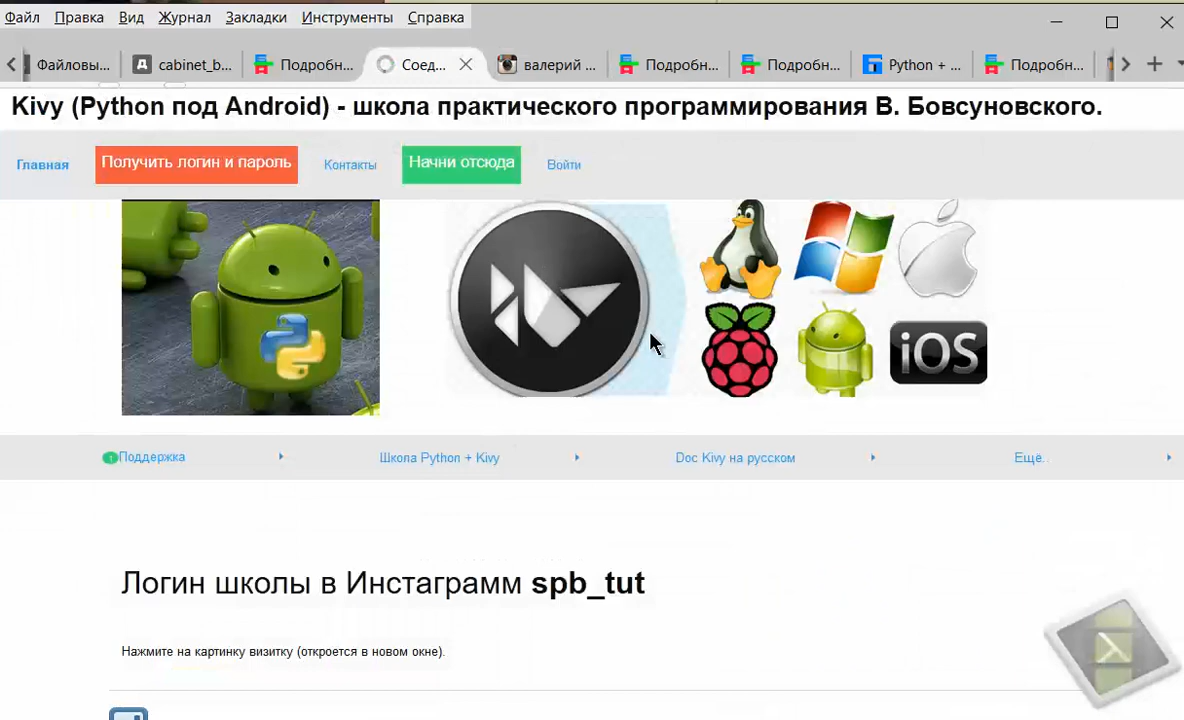 Файл Правка Вид Журнал Закладки Инструменты Справка
Файловы... cabinet_b... Подробн... Соед... валерий ... Подробн... Подробн... Python + ... Подробн...
Kivy (Python под Android) - школа практического программирования В. Бовсуновского.
Главная Получить логин и пароль Контакты Начни отсюда Войти
iOS
1 Поддержка Школа Python + Kivy Doc Kivy на русском Ещё..
Логин школы в Инстаграмм spb_tut
Нажмите на картинку визитку (откроется в новом окне).